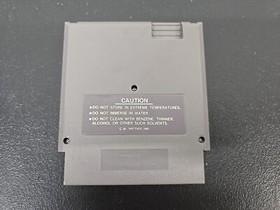 CAUTION
●DO NOT STORE IN EXTREME TEMPERATURES.
●DO NOT IMMERSE IN WATER.
●DO NOT CLEAN WITH BENZENE, THINNER,
ALCOHOL OR OTHER SUCH SOLVENTS.